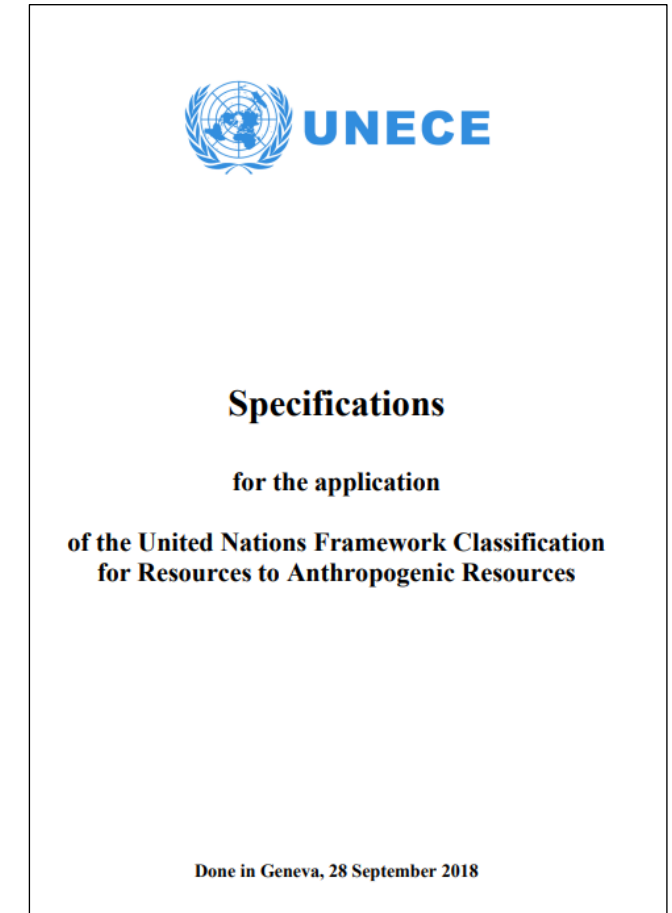 UNECE
Specifications
for the application
of the United Nations Framework Classification
for Resources to Anthropogenic Resources
Done in Geneva, 28 September 2018